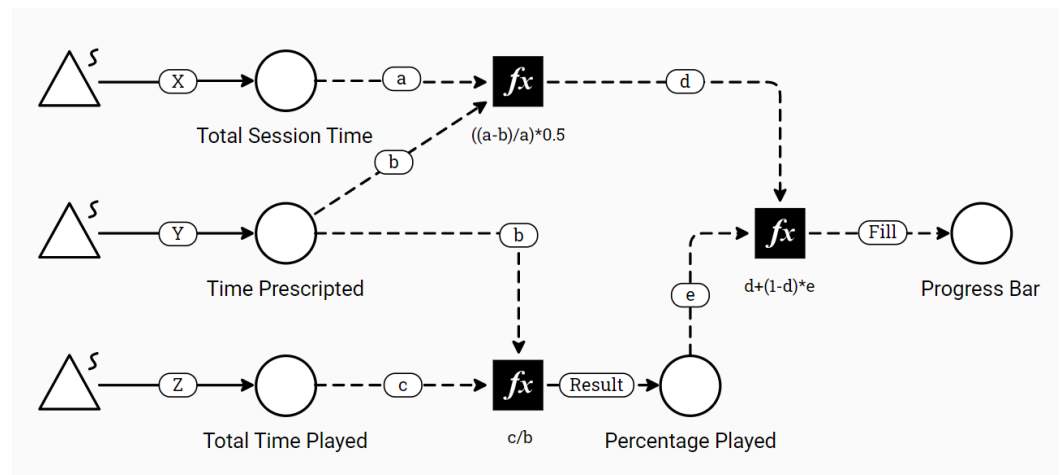 S
X
a
fx
d
Total Session Time
((a-b)/a)*0.5
b
S
Y
b
fx
Fill
Time Prescripted
d+(1-d)*e
Progress Bar
e
S
Z
c
fx
Result
Total Time Played
c/b
Percentage Played